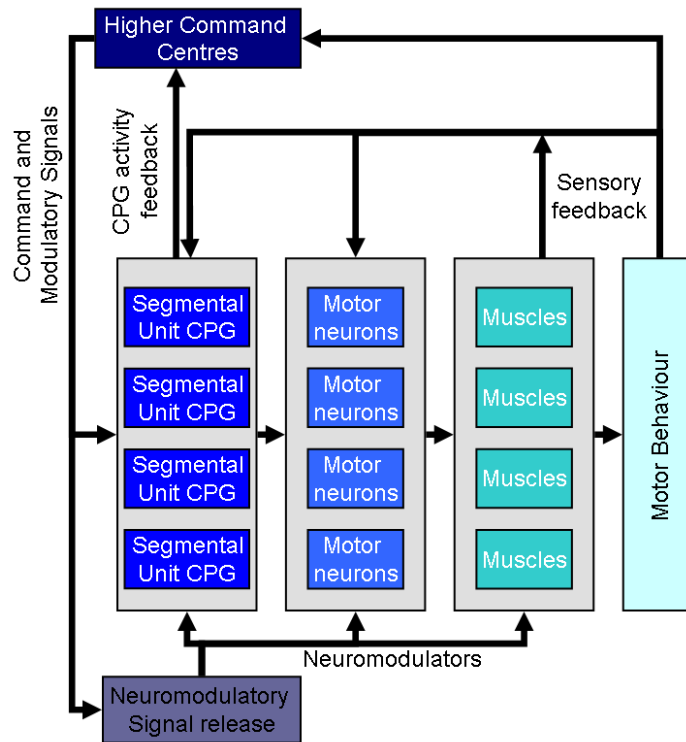 Higher Command
Centres
Command and
Modulatory Signals
CPG activity
feedback
Sensory
feedback
Segmental
Unit CPG
Segmental
Unit CPG
Segmental
Unit CPG
Segmental
Unit CPG
Motor
neurons
Motor
neurons
Motor
neurons
Motor
neurons
Muscles
Muscles
Muscles
Muscles
Motor Behaviour
Neuromodulators
Neuromodulatory
Signal release